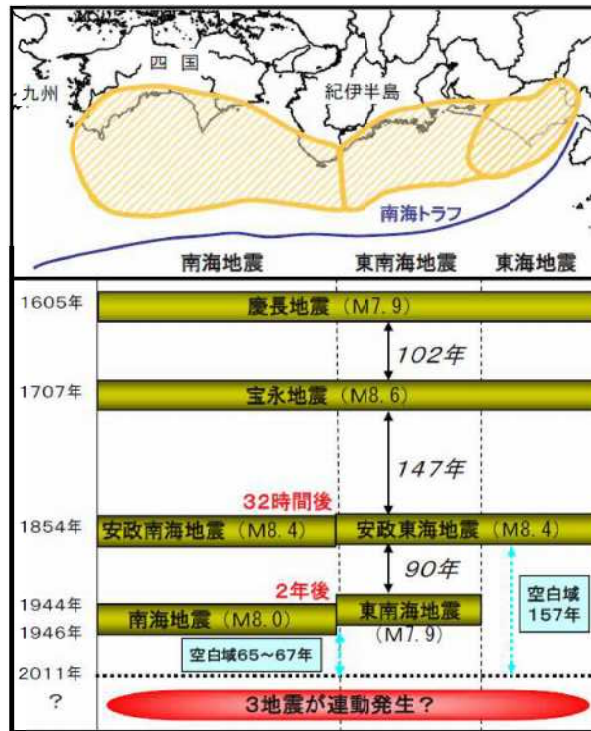 四国
九州
紀伊半島
南海トラフ
南海地震
東南海地震
東海地震
1605年
慶長地震(M7.9)
102年
1707年
宝永地震(M8.6)
147年
32時間後
1854年
安政南海地震(M8.4)
安政東海地震(M8.4)
90年
2年後
空白域
157年
1944年
南海地震(M8.0)
東南海地震
(M7.9)
1946年
空白域65～67年
2011年
?
3地震が連動発生?